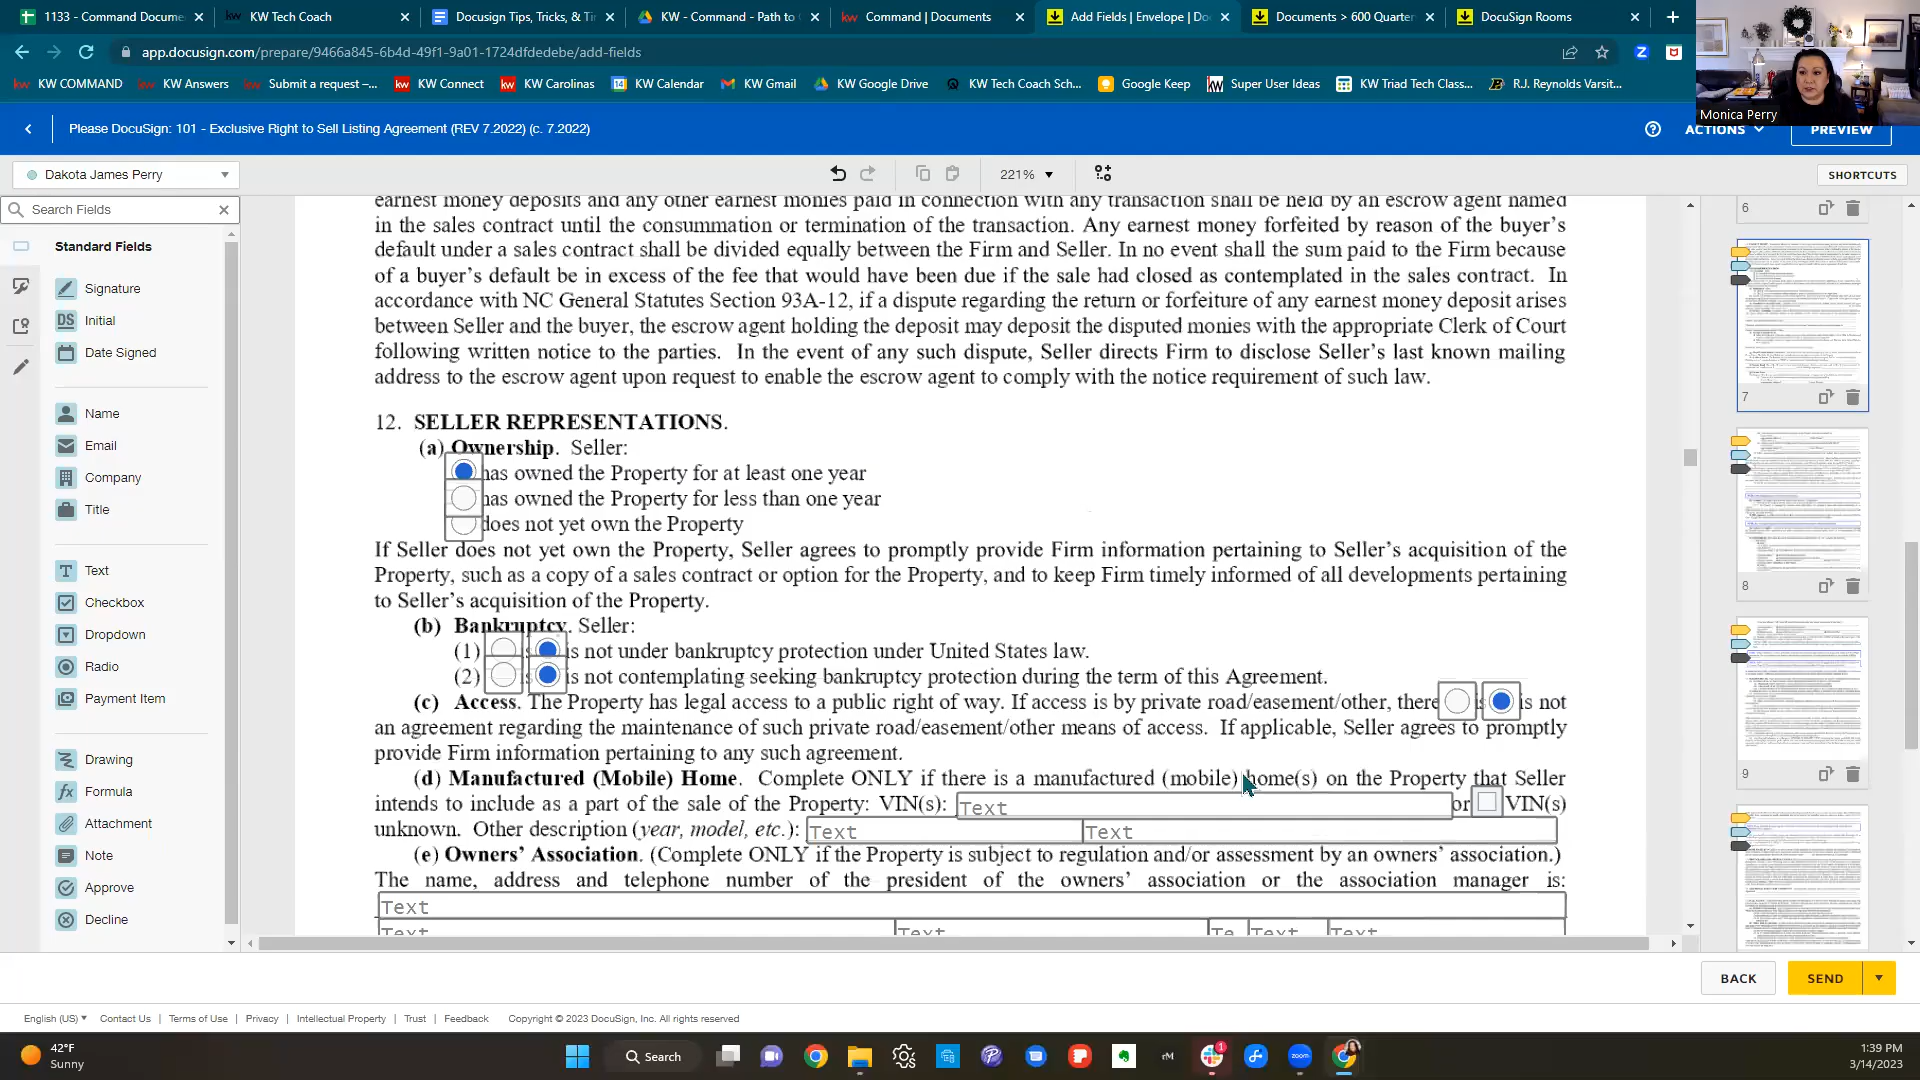 1133 - Command Docume
KW Tech Coach
Docusign Tips, Tricks, & Ti
KW - Command - Path to
Command | Documents
Add Fields | Envelope | Do
Documents > 600 Quarter
DocuSign Rooms
app.docusign.com/prepare/9466a845-6b4d-49f1-9a01-1724dfdedebe/add-fields
KW COMMAND
KW Answers
Submit a request –...
KW Connect
KW Carolinas
KW Calendar
KW Gmail
KW Google Drive
KW Tech Coach Sch...
Google Keep
Super User Ideas
KW Triad Tech Class...
R.J. Reynolds Varsit...
Monica Perry
Please DocuSign: 101 - Exclusive Right to Sell Listing Agreement (REV 7.2022) (c. 7.2022)
ACTIONS
PREVIEW
Dakota James Perry
221%
SHORTCUTS
Search Fields
Standard Fields
Signature
DS Initial
Date Signed
Name
Email
Company
Title
Text
Checkbox
Dropdown
Radio
Payment Item
Drawing
Formula
Attachment
Note
Approve
Decline
earnest money deposits and any other earnest monies paid in connection with any transaction shall be held by an escrow agent named
in the sales contract until the consummation or termination of the transaction. Any earnest money forfeited by reason of the buyer's
default under a sales contract shall be divided equally between the Firm and Seller. In no event shall the sum paid to the Firm because
of a buyer's default be in excess of the fee that would have been due if the sale had closed as contemplated in the sales contract. In
accordance with NC General Statutes Section 93A-12, if a dispute regarding the return or forfeiture of any earnest money deposit arises
between Seller and the buyer, the escrow agent holding the deposit may deposit the disputed monies with the appropriate Clerk of Court
following written notice to the parties. In the event of any such dispute, Seller directs Firm to disclose Seller's last known mailing
address to the escrow agent upon request to enable the escrow agent to comply with the notice requirement of such law.
12. SELLER REPRESENTATIONS.
(a) Ownership. Seller:
has owned the Property for at least one year
has owned the Property for less than one year
does not yet own the Property
If Seller does not yet own the Property, Seller agrees to promptly provide Firm information pertaining to Seller's acquisition of the
Property, such as a copy of a sales contract or option for the Property, and to keep Firm timely informed of all developments pertaining
to Seller's acquisition of the Property.
(b) Bankruptcy. Seller:
(1) is not under bankruptcy protection under United States law.
(2) is not contemplating seeking bankruptcy protection during the term of this Agreement.
(c) Access. The Property has legal access to a public right of way. If access is by private road/easement/other, there is not
an agreement regarding the maintenance of such private road/easement/other means of access. If applicable, Seller agrees to promptly
provide Firm information pertaining to any such agreement.
(d) Manufactured (Mobile) Home. Complete ONLY if there is a manufactured (mobile) home(s) on the Property that Seller
intends to include as a part of the sale of the Property: VIN(s): Text or VIN(s)
unknown. Other description (year, model, etc.): Text Text
(e) Owners' Association. (Complete ONLY if the Property is subject to regulation and/or assessment by an owners' association.)
The name, address and telephone number of the president of the owners' association or the association manager is:
Text
Text Text Te Text Text
6
7
8
9
BACK
SEND
English (US)
Contact Us
Terms of Use
Privacy
Intellectual Property
Trust
Feedback
Copyright © 2023 DocuSign, Inc. All rights reserved
42°F
Sunny
Search
rM
1
zoom
1:39 PM
3/14/2023